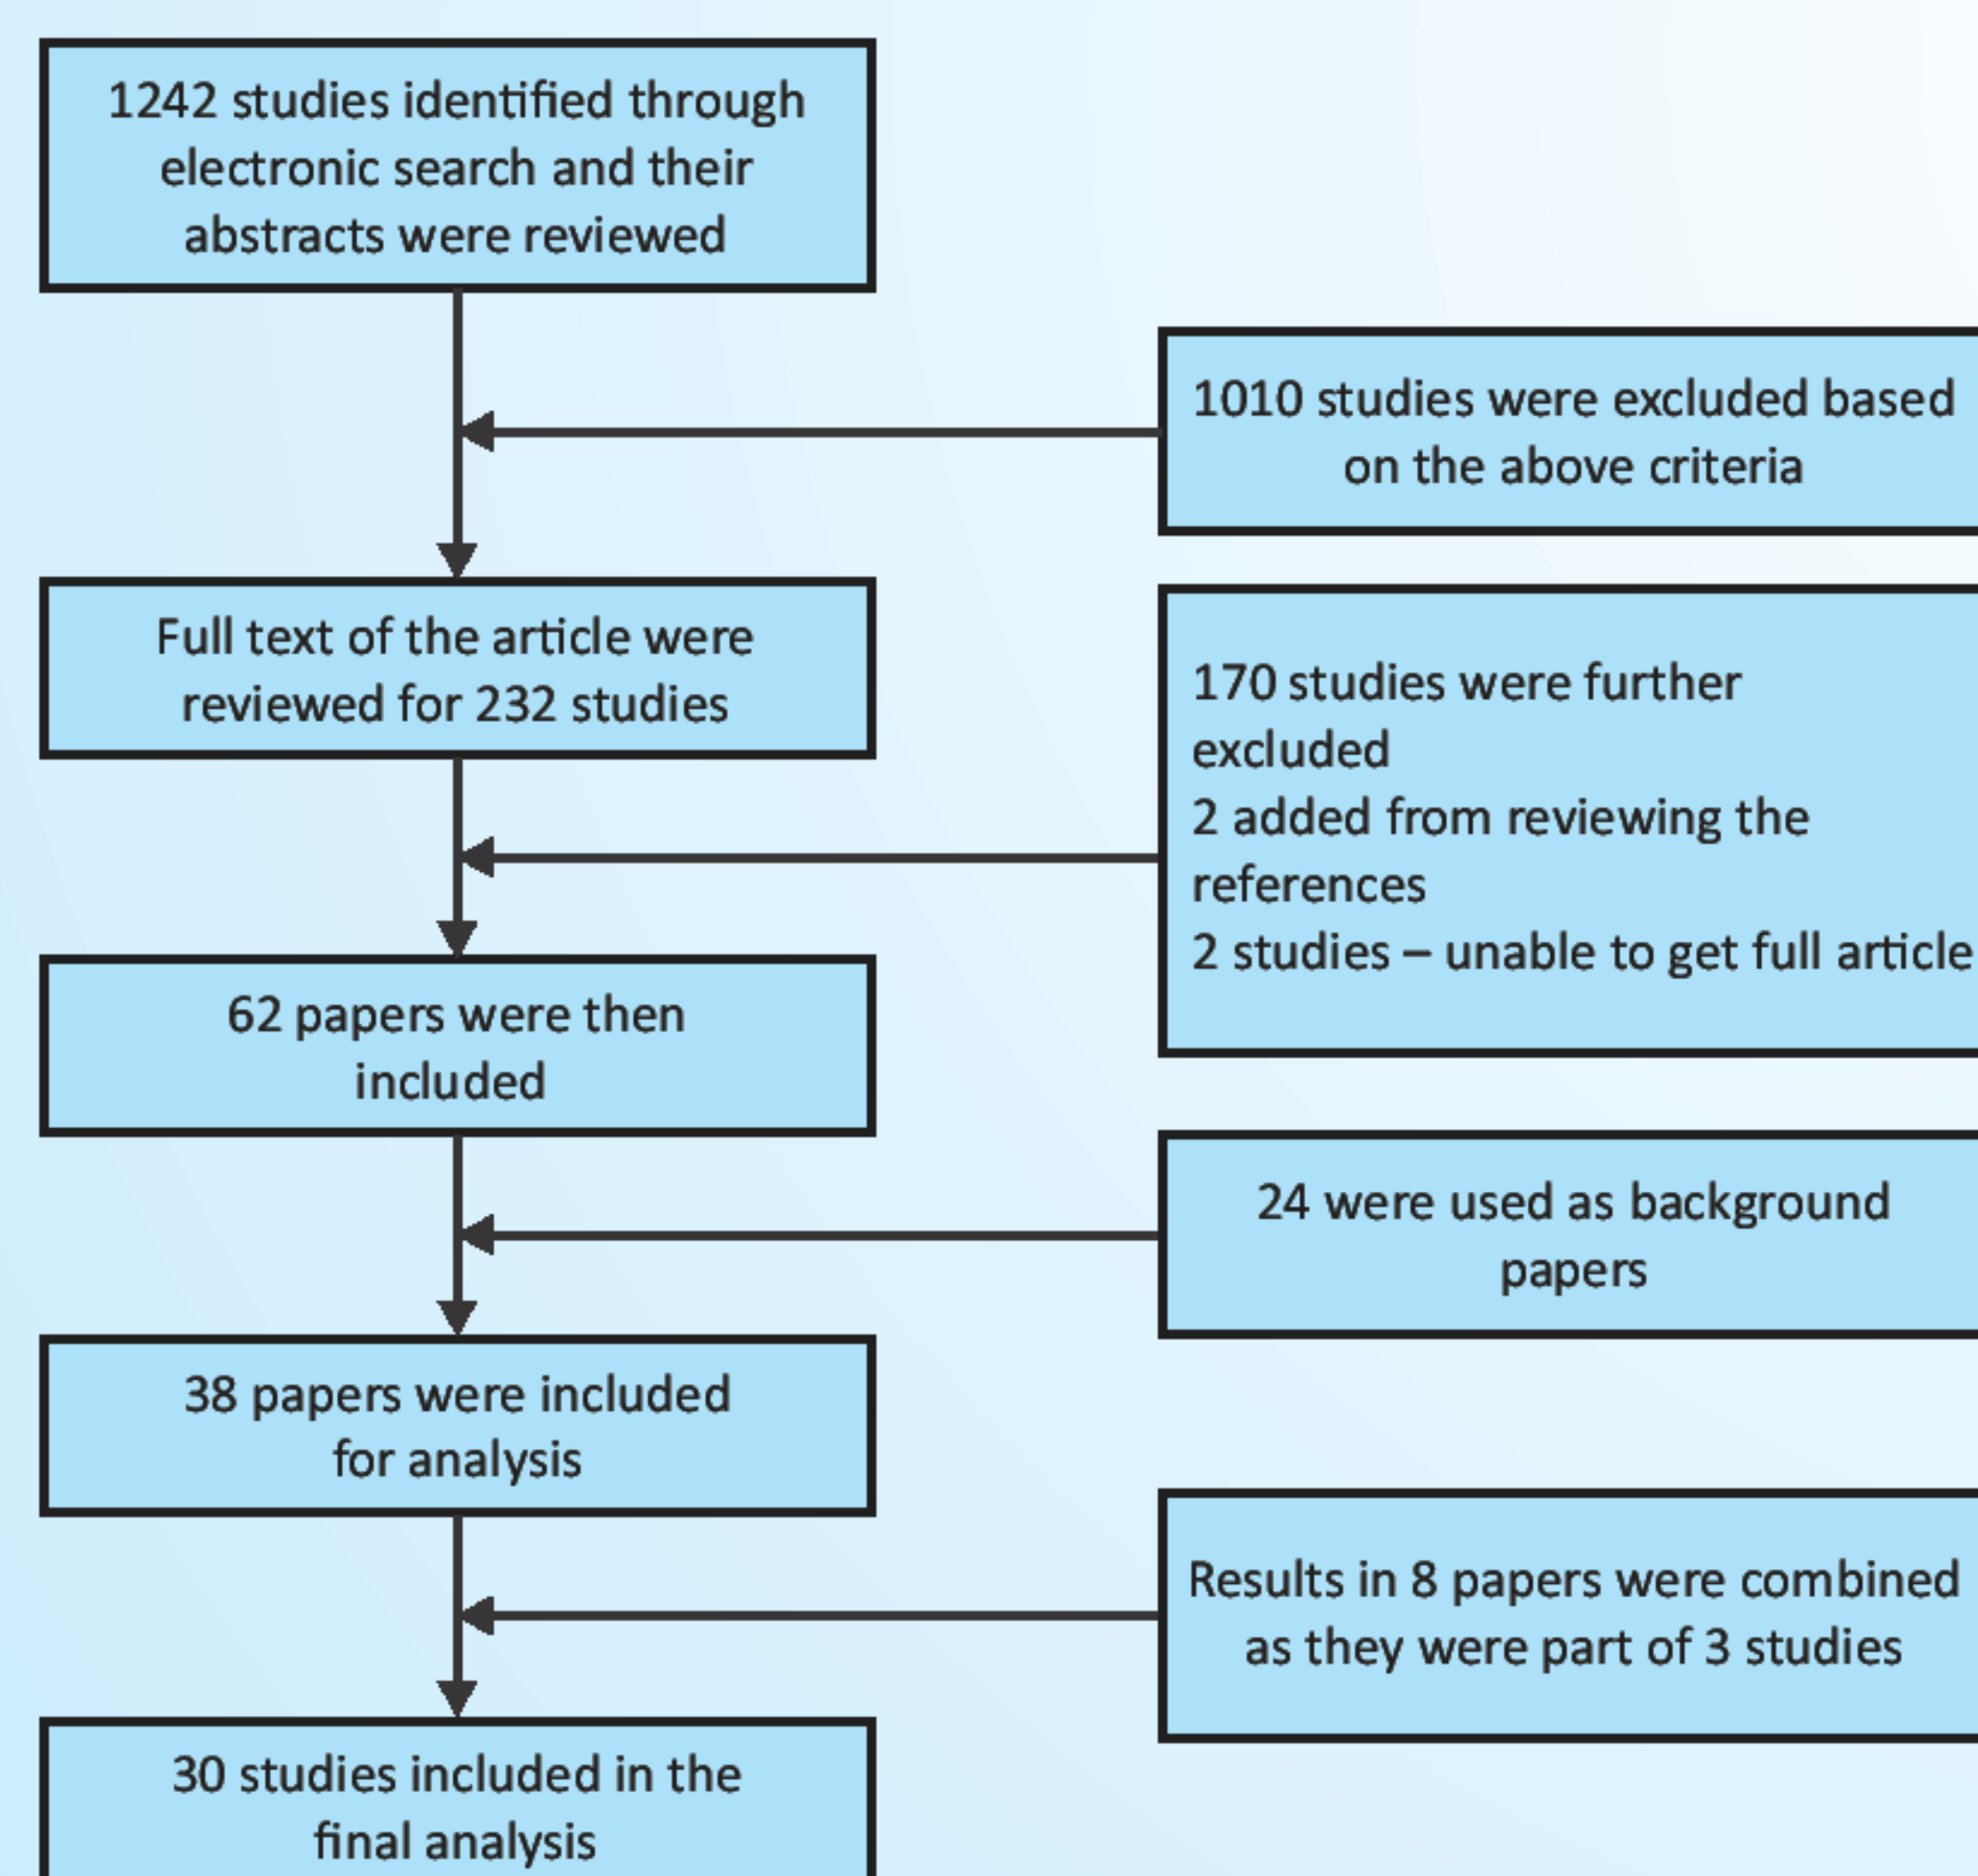 1242 studies identified through
electronic search and their
abstracts were reviewed
1010 studies were excluded based
on the above criteria
Full text of the article were
reviewed for 232 studies
170 studies were further
excluded
2 added from reviewing the
references
2 studies – unable to get full article
62 papers were then
included
24 were used as background
papers
38 papers were included
for analysis
Results in 8 papers were combined
as they were part of 3 studies
30 studies included in the
final analysis